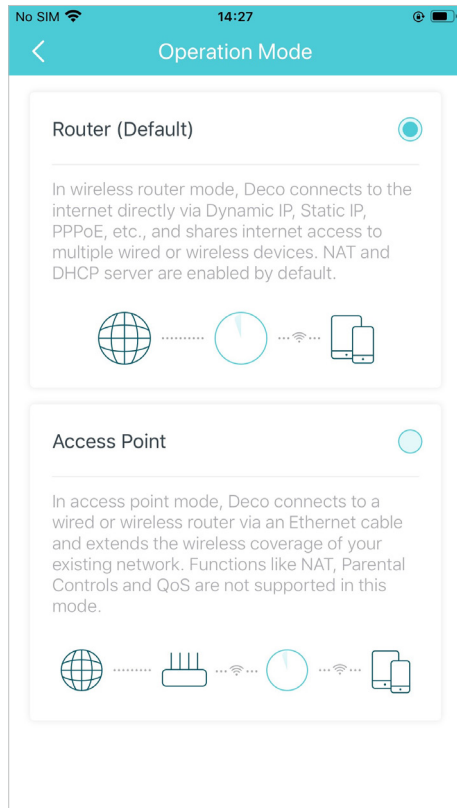 No SIM 14:27
Operation Mode
Router (Default)
In wireless router mode, Deco connects to the
internet directly via Dynamic IP, Static IP,
PPPoE, etc., and shares internet access to
multiple wired or wireless devices. NAT and
DHCP server are enabled by default.
Access Point
In access point mode, Deco connects to a
wired or wireless router via an Ethernet cable
and extends the wireless coverage of your
existing network. Functions like NAT, Parental
Controls and QoS are not supported in this
mode.